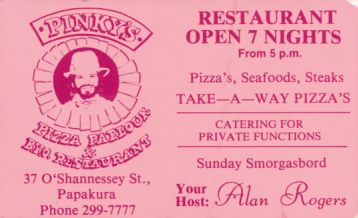 PINKY'S
PIZZA PARLOUR
&
BYO RESTAURANT
37 O'Shannessey St.,
Papakura
Phone 299-7777
RESTAURANT
OPEN 7 NIGHTS
From 5 p.m.
Pizza's, Seafoods, Steaks
TAKE—A—WAY PIZZA'S
CATERING FOR
PRIVATE FUNCTIONS
Sunday Smorgasbord
Your
Host: Alan Rogers